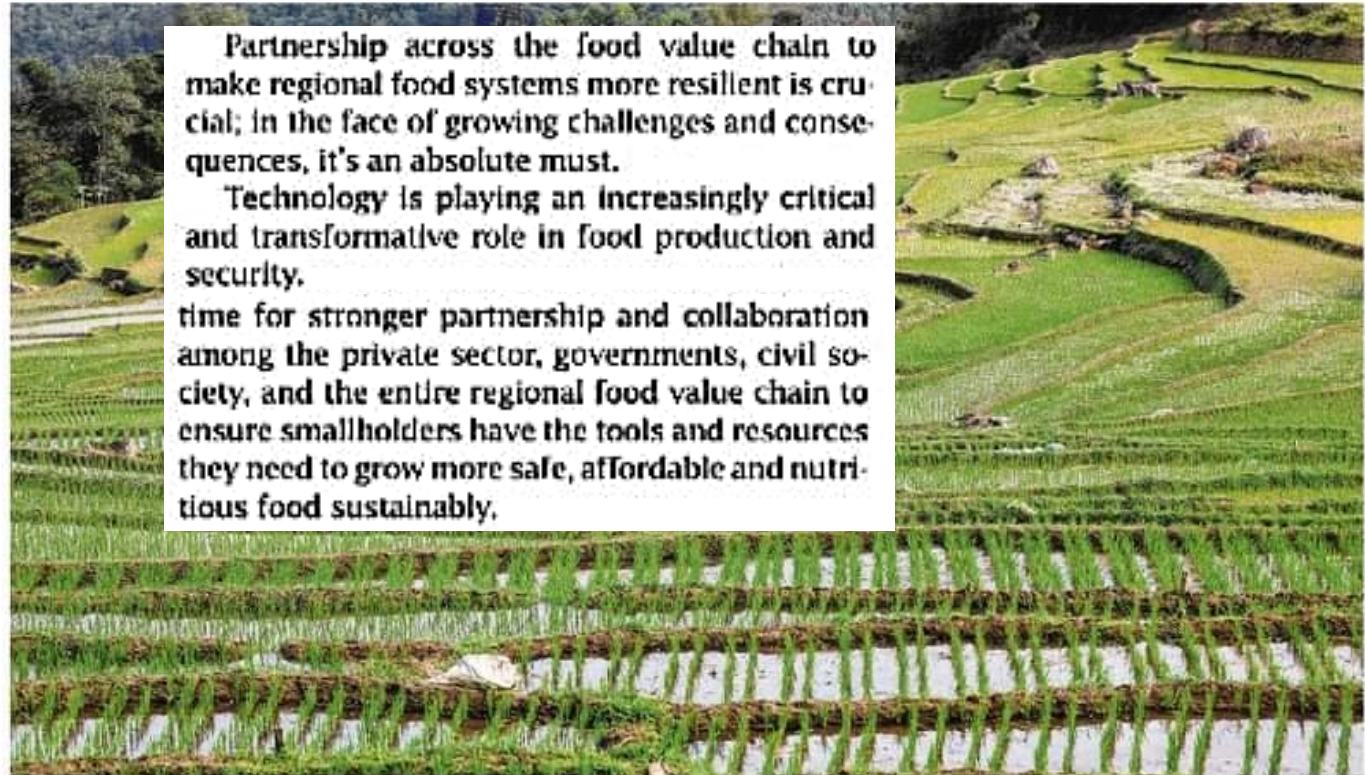 Partnership across the food value chain to
make regional food systems more resilient is cru-
cial; in the face of growing challenges and conse-
quences, it's an absolute must.
Technology is playing an increasingly critical
and transformative role in food production and
security.
time for stronger partnership and collaboration
among the private sector, governments, civil so-
ciety, and the entire regional food value chain to
ensure smallholders have the tools and resources
they need to grow more safe, affordable and nutri-
tious food sustainably.